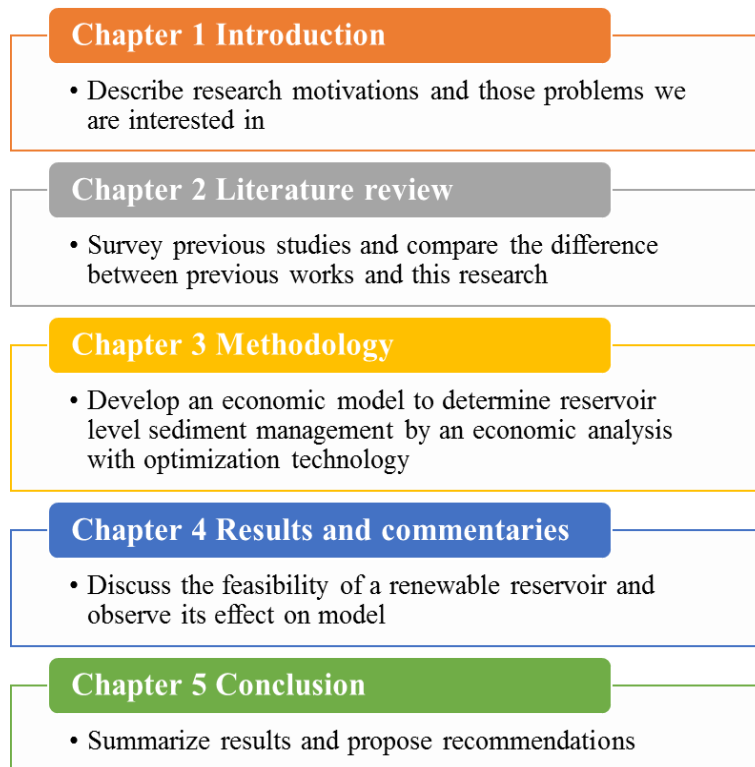 Chapter 1 Introduction
• Describe research motivations and those problems we
are interested in
Chapter 2 Literature review
• Survey previous studies and compare the difference
between previous works and this research
Chapter 3 Methodology
• Develop an economic model to determine reservoir
level sediment management by an economic analysis
with optimization technology
Chapter 4 Results and commentaries
• Discuss the feasibility of a renewable reservoir and
observe its effect on model
Chapter 5 Conclusion
• Summarize results and propose recommendations